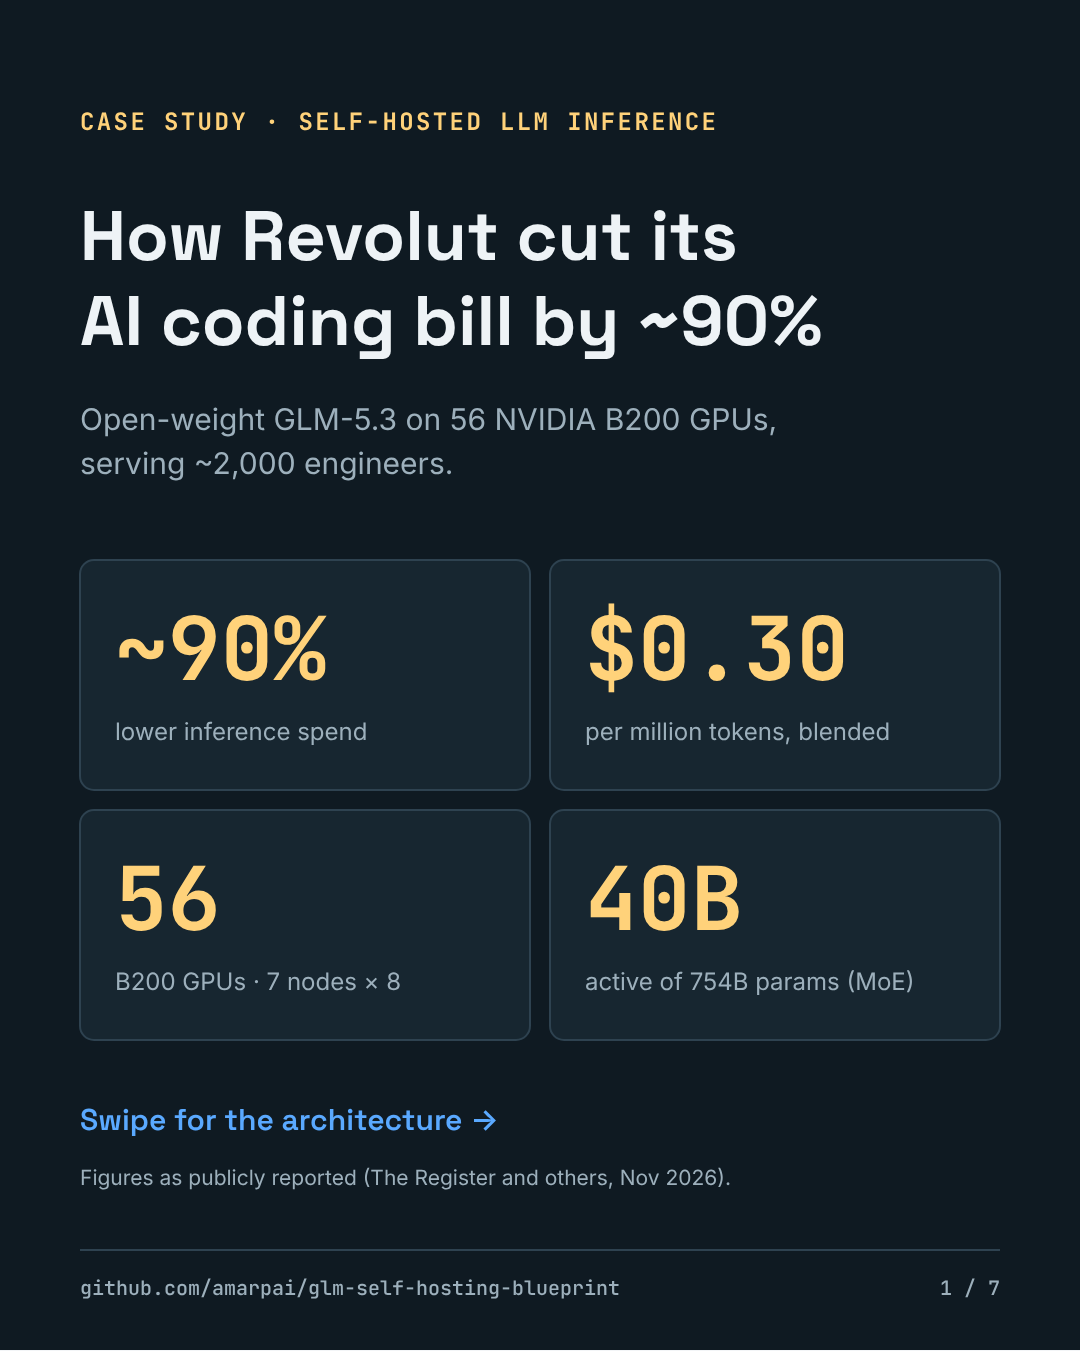 CASE STUDY · SELF-HOSTED LLM INFERENCE
How Revolut cut its
AI coding bill by ~90%
Open-weight GLM-5.3 on 56 NVIDIA B200 GPUs,
serving ~2,000 engineers.
~90%
lower inference spend
$0.30
per million tokens, blended
56
B200 GPUs · 7 nodes × 8
40B
active of 754B params (MoE)
Swipe for the architecture →
Figures as publicly reported (The Register and others, Nov 2026).
github.com/amarpai/glm-self-hosting-blueprint
1 / 7